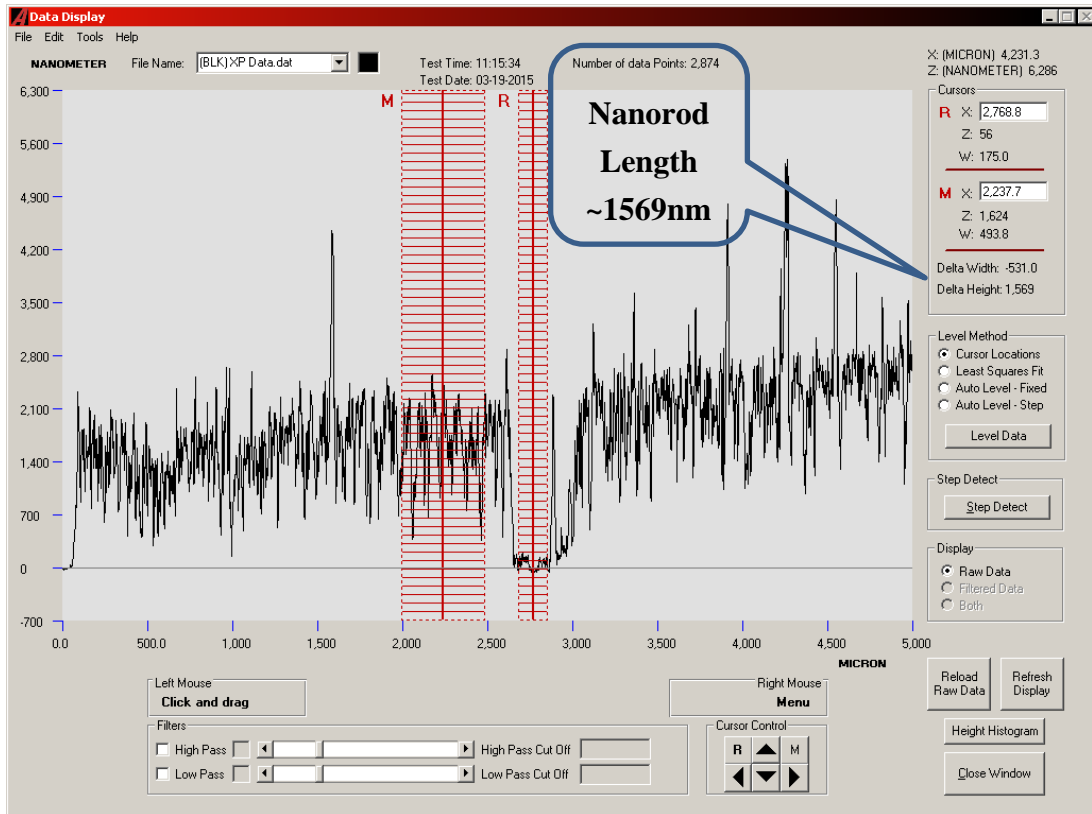 Data Display
File Edit Tools Help
NANOMETER File Name: (BLK) XP Data.dat
Test Time: 11:15:34
Test Date: 03-19-2015
Number of data Points: 2,874
X: (MICRON) 4,231.3
Z: (NANOMETER) 6,286
6,300
5,600
4,900
4,200
3,500
2,800
2,100
1,400
700
0
-700
M
R
Nanorod
Length
~1569nm
0.0 500.0 1,000 1,500 2,000 2,500 3,000 3,500 4,000 4,500 5,000
MICRON
Cursors
R X: 2,768.8
Z: 56
W: 175.0
M X: 2,237.7
Z: 1,624
W: 493.8
Delta Width: -531.0
Delta Height: 1,569
Level Method
Cursor Locations
Least Squares Fit
Auto Level - Fixed
Auto Level - Step
Level Data
Step Detect
Step Detect
Display
Raw Data
Filtered Data
Both
Reload
Raw Data
Refresh
Display
Height Histogram
Close Window
Left Mouse
Click and drag
Right Mouse
Menu
Filters
High Pass High Pass Cut Off
Low Pass Low Pass Cut Off
Cursor Control
R M